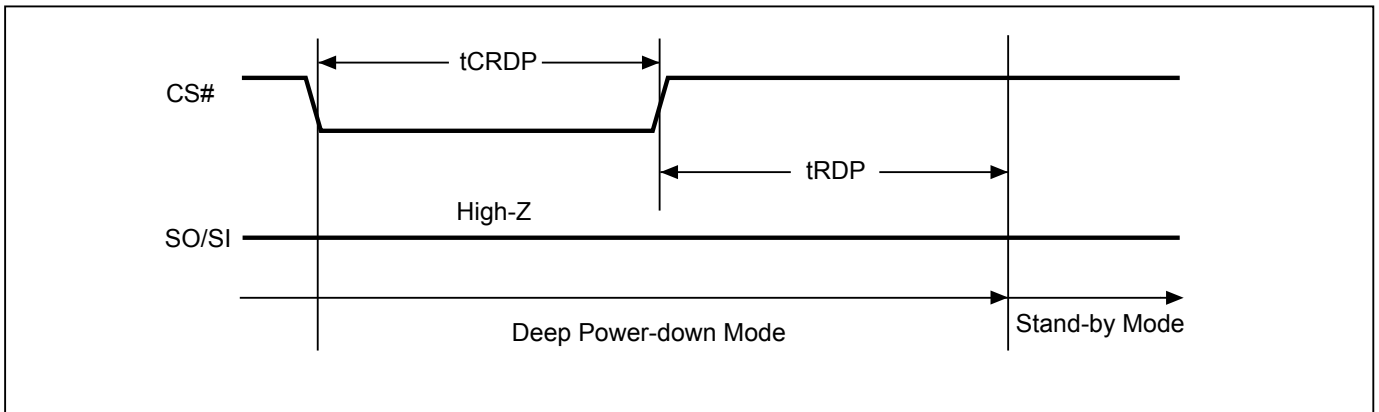 tCRDP
CS#
tRDP
High-Z
SO/SI
Stand-by Mode
Deep Power-down Mode